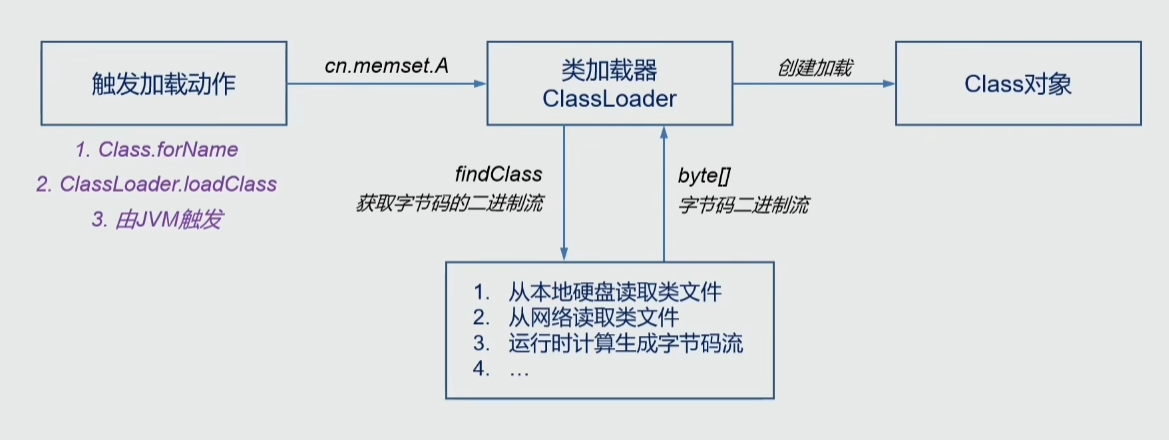 触发加载动作
cn.memset.A
类加载器
ClassLoader
创建加载
Class对象
1. Class.forName
2. ClassLoader.loadClass
3. 由JVM触发
findClass
获取字节码的二进制流
byte[]
字节码二进制流
1. 从本地硬盘读取类文件
2. 从网络读取类文件
3. 运行时计算生成字节码流
4. …